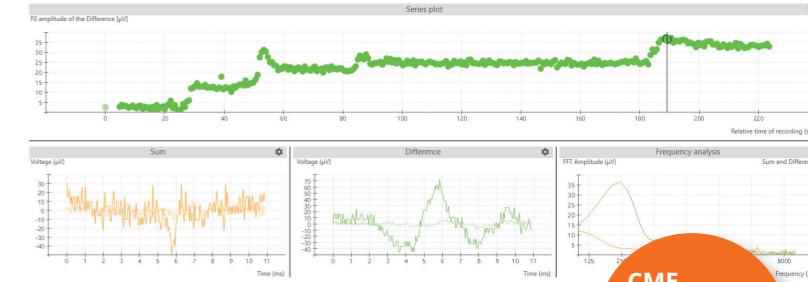 Series plot
F0 amplitude of the Difference [µV]
35
30
25
20
15
10
5
0 20 40 60 80 100 120 140 160 180 200 220
Relative time of recording
Sum
Voltage (µV)
30
20
10
0
-10
-20
-30
-40
0 1 2 3 4 5 6 7 8 9 10 11
Time (ms)
Difference
Voltage (µV)
70
60
50
40
30
20
10
0
-10
-20
-30
-40
0 1 2 3 4 5 6 7 8 9 10 11
Time (ms)
Frequency analysis
FFT Amplitude (µV)
Sum and
35
30
25
20
15
10
5
125 8000
Frequency
CME